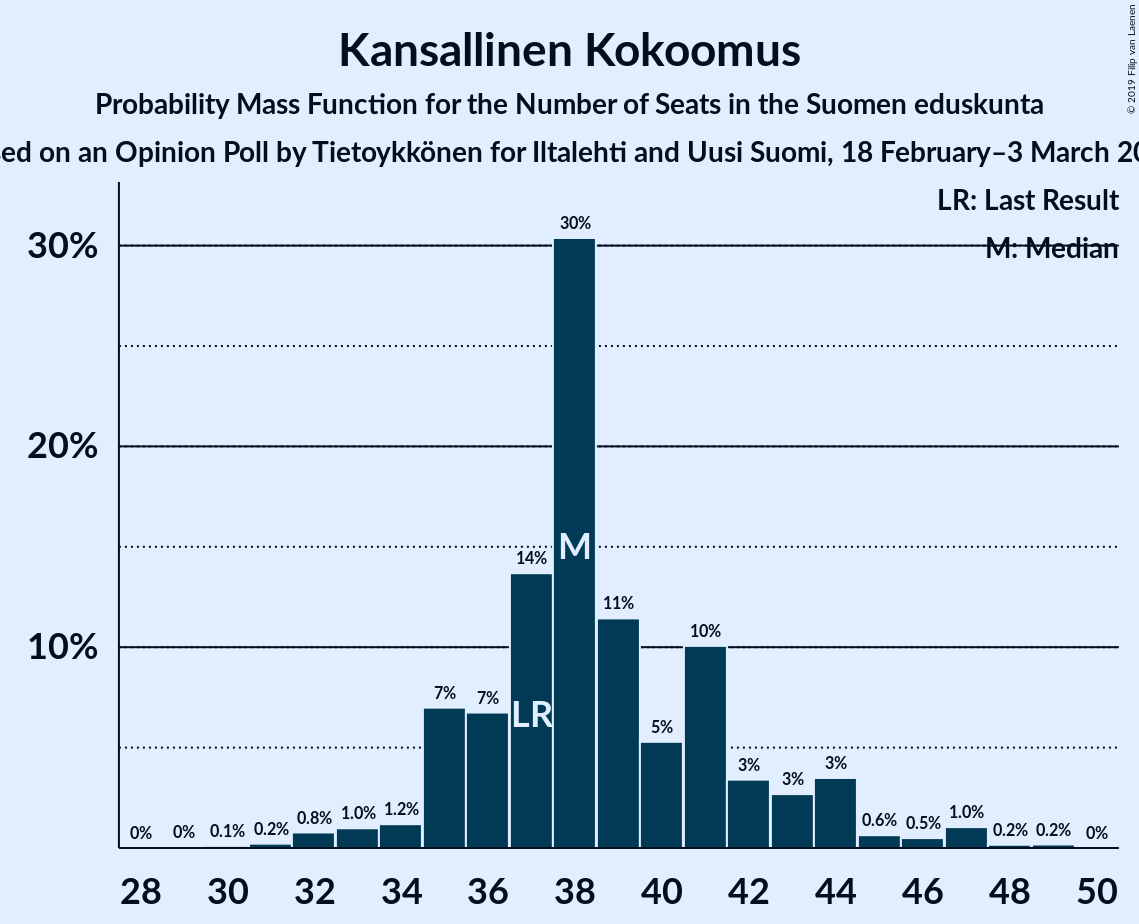 Kansallinen Kokoomus
Probability Mass Function for the Number of Seats in the Suomen eduskunta
on an Opinion Poll by Tietoykkönen for Iltalehti and Uusi Suomi, 18 February–3 March
© 2019 Filip van Laenen
LR: Last Result
M: Median
30%
20%
10%
0% 0% 0.1% 0.2% 0.8% 1.0% 1.2% 7% 7% 14% 30% 11% 5% 10% 3% 3% 3% 0.6% 0.5% 1.0% 0.2% 0.2% 0%
LR
M
28 30 32 34 36 38 40 42 44 46 48 50